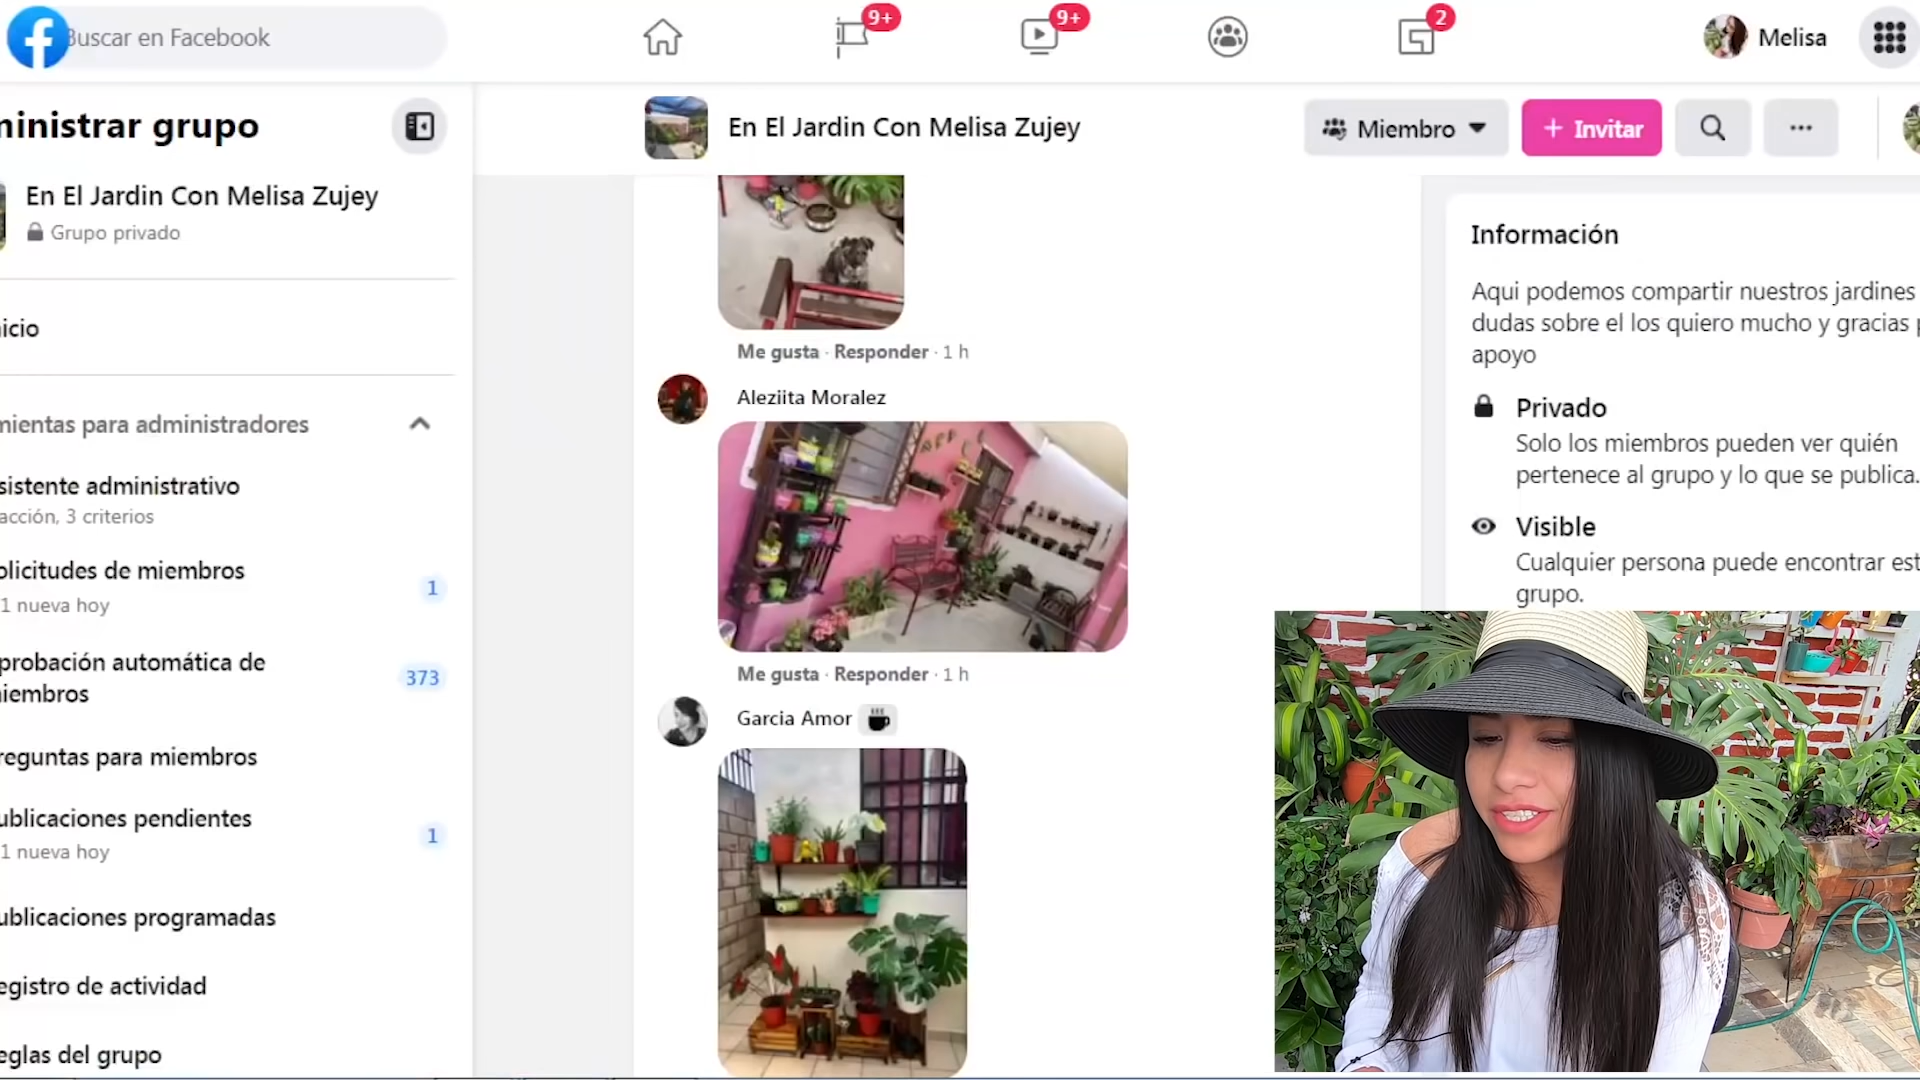 Buscar en Facebook
9+
9+
2
Melisa
ministrar grupo
En El Jardin Con Melisa Zujey
Grupo privado
icio
mientas para administradores
sistente administrativo
acción, 3 criterios
olicitudes de miembros
1 nueva hoy
1
probación automática de
iembros
373
reguntas para miembros
ublicaciones pendientes
1 nueva hoy
1
ublicaciones programadas
egistro de actividad
eglas del grupo
En El Jardin Con Melisa Zujey
Miembro
+ Invitar
Me gusta · Responder · 1 h
Aleziita Moralez
Me gusta · Responder · 1 h
Garcia Amor
Información
Aqui podemos compartir nuestros jardines
dudas sobre el los quiero mucho y gracias
apoyo
Privado
Solo los miembros pueden ver quién
pertenece al grupo y lo que se publica.
Visible
Cualquier persona puede encontrar est
grupo.